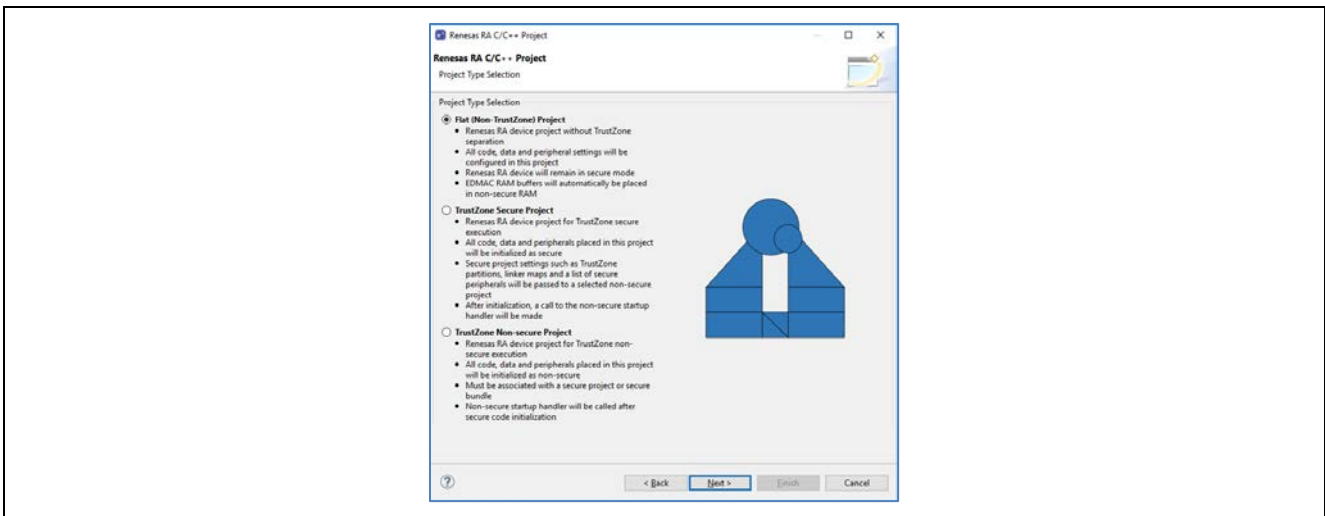 Renesas RA C/C++ Project
Renesas RA C/C++ Project
Project Type Selection
Project Type Selection
Flat (Non-TrustZone) Project
• Renesas RA device project without TrustZone
separation
• All code, data and peripheral settings will be
configured in this project
• Renesas RA device will remain in secure mode
• EDMAC RAM buffers will automatically be placed
in non-secure RAM
TrustZone Secure Project
• Renesas RA device project for TrustZone secure
execution
• All code, data and peripherals placed in this project
will be initialized as secure
• Secure project settings such as TrustZone
partitions, linker maps and a list of secure
peripherals will be passed to a selected non-secure
project
• After initialization, a call to the non-secure startup
handler will be made
TrustZone Non-secure Project
• Renesas RA device project for TrustZone non-
secure execution
• All code, data and peripherals placed in this project
will be initialized as non-secure
• Must be associated with a secure project or secure
bundle
• Non-secure startup handler will be called after
secure code initialization
? < Back Next > Finish Cancel